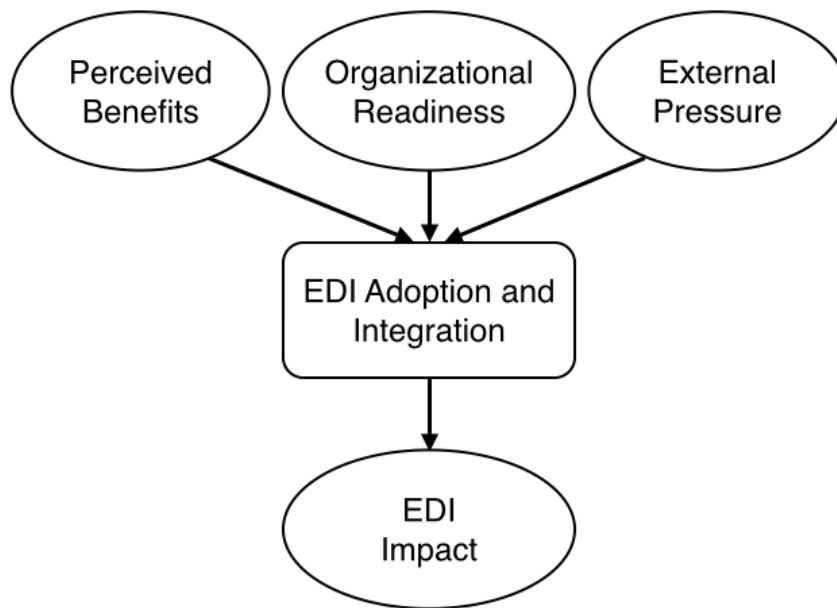 Perceived
Benefits
Organizational
Readiness
External
Pressure
EDI Adoption and
Integration
EDI
Impact